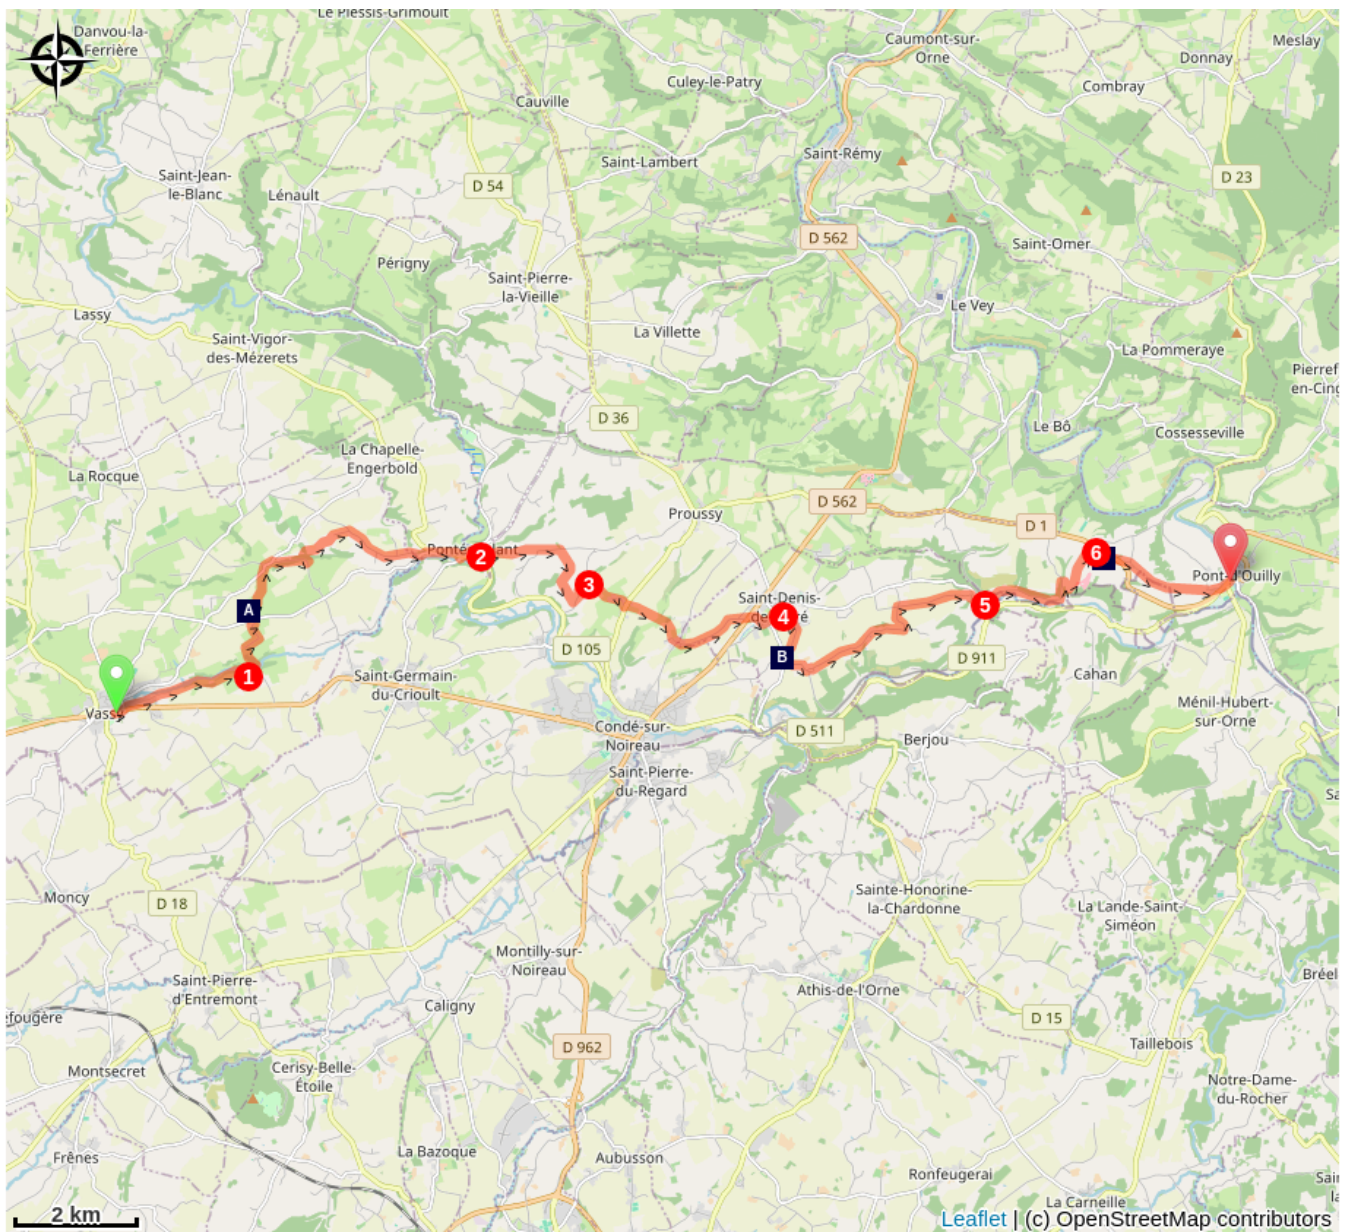 Le Plessis-Grimoult
Danvou-la-
Ferrière
Caumont-sur-
Orne
Meslay
Donnay
Culey-le-Patry
Combray
Cauville
Saint-Rémy
Saint-Lambert
Saint-Jean-
le-Blanc
Lénault
D 54
D 23
D 562
Saint-Omer
Périgny
Saint-Pierre-
la-Vieille
Le Vey
Lassy
La Villette
Saint-Vigor-
des-Mézerets
La Pommeraye
Pierref
en-Cinq
D 36
Le Bô
Cossesseville
La Chapelle-
Engerbold
La Rocque
D 562
Proussy
D 1
2
6
3
Pont-d'Ouilly
Saint-Denis-
4
5
A
B
D 105
D 911
1
Saint-Germain-
du-Crioult
Cahan
Ménil-Hubert-
sur-Orne
Condé-sur-
Noireau
D 511
Berjou
Saint-Pierre-
du-Regard
Sainte-Honorine-
la-Chardonne
Moncy
D 18
La Lande-Saint-
Siméon
Montilly-sur-
Noireau
Saint-Pierre-
d'Entremont
Bréel
Athis-de-l'Orne
Caligny
efougère
D 15
D 962
Taillebois
Montsecret
Cerisy-Belle-
Étoile
Notre-Dame-
du-Rocher
La Bazoque
Aubusson
Frênes
Ronfeugerai
La Carneille
2 km
Leaflet | (c) OpenStreetMap contributors